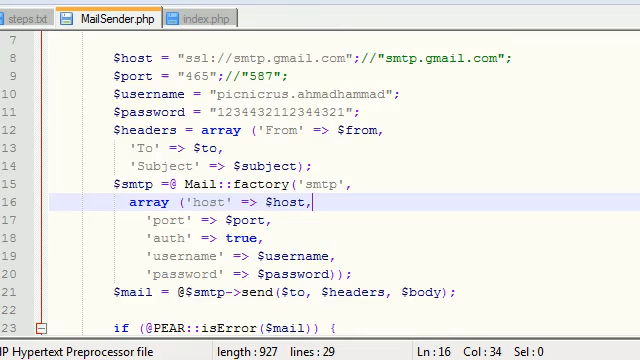 steps.txt MailSender.php index.php
7
8 $host = "ssl://smtp.gmail.com";//"smtp.gmail.com";
9 $port = "465";//"587";
10 $username = "picnicrus.ahmadhammad";
11 $password = "1234432112344321";
12 $headers = array ('From' => $from,
13 'To' => $to,
14 'Subject' => $subject);
15 $smtp =@ Mail::factory('smtp',
16 array ('host' => $host,
17 'port' => $port,
18 'auth' => true,
19 'username' => $username,
20 'password' => $password));
21 $mail = @$smtp->send($to, $headers, $body);
22
23 if (@PEAR::isError($mail)) {
HP Hypertext Preprocessor file length : 927 lines : 29 Ln : 16 Col : 34 Sel : 0